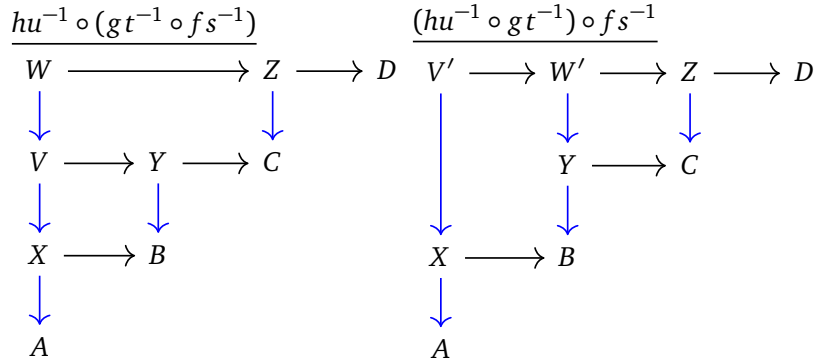 hu⁻¹ ∘ (gt⁻¹ ∘ fs⁻¹)
W Z D
V Y C
X B
A
(hu⁻¹ ∘ gt⁻¹) ∘ fs⁻¹
V′ W′ Z D
Y C
X B
A